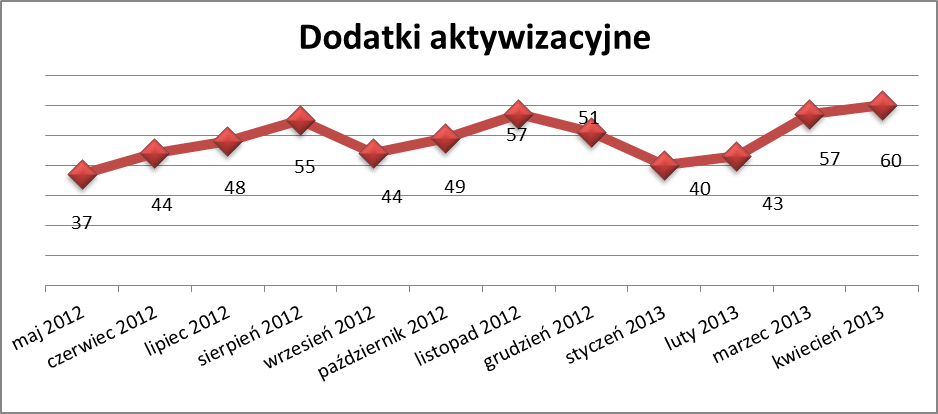 Dodatki aktywizacyjne
37
44
48
55
44
49
57
51
40
43
57
60
maj 2012
czerwiec 2012
lipiec 2012
sierpień 2012
wrzesień 2012
październik 2012
listopad 2012
grudzień 2012
styczeń 2013
luty 2013
marzec 2013
kwiecień 2013